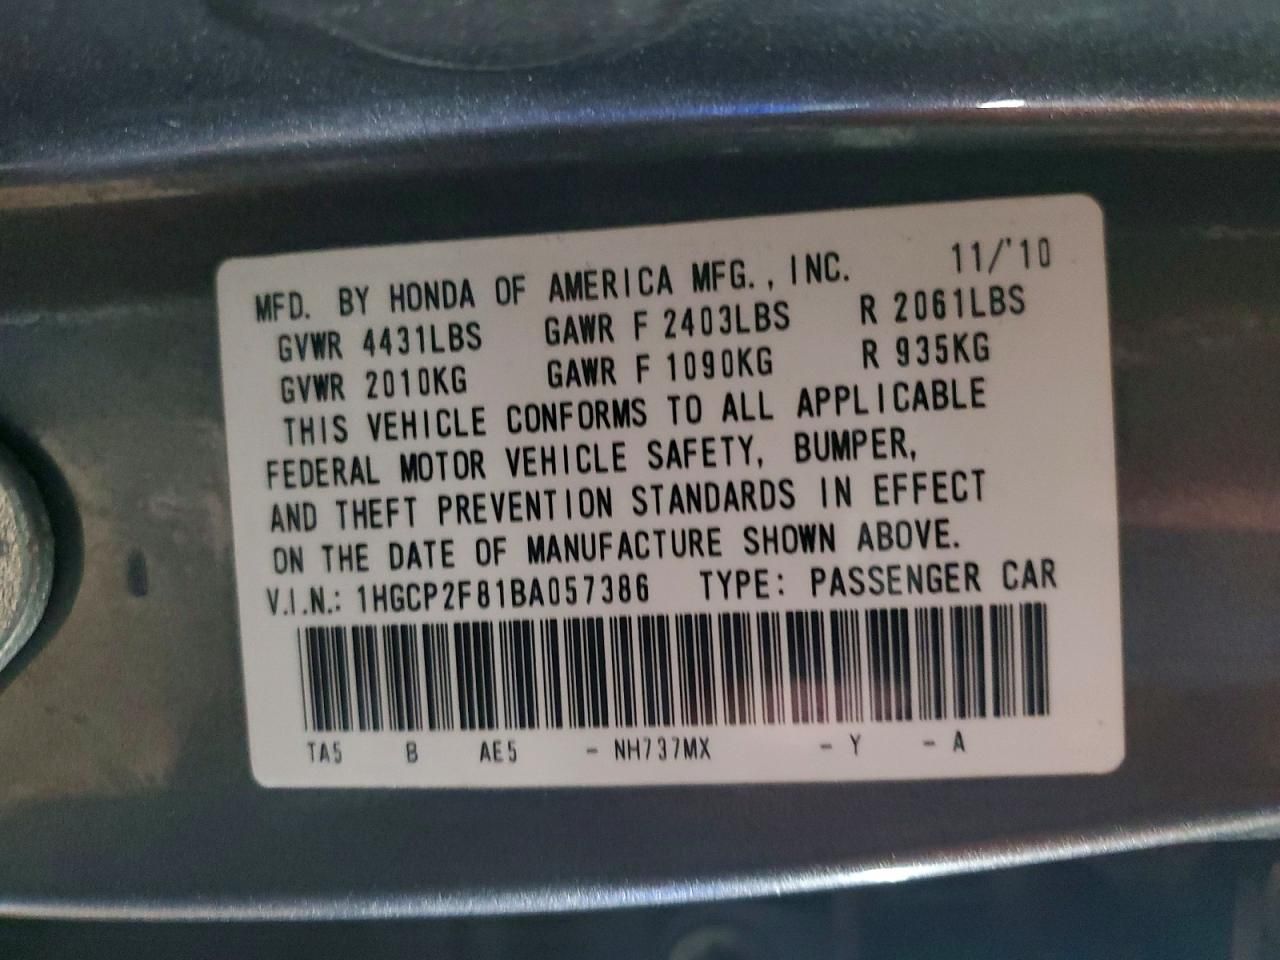 MFD. BY HONDA OF AMERICA MFG., INC. 11/'10
GVWR 4431LBS GAWR F 2403LBS R 2061LBS
GVWR 2010KG GAWR F 1090KG R 935KG
THIS VEHICLE CONFORMS TO ALL APPLICABLE
FEDERAL MOTOR VEHICLE SAFETY, BUMPER,
AND THEFT PREVENTION STANDARDS IN EFFECT
ON THE DATE OF MANUFACTURE SHOWN ABOVE.
V.I.N.: 1HGCP2F81BA057386 TYPE: PASSENGER CAR
TA5 B AE5 - NH737MX - Y - A